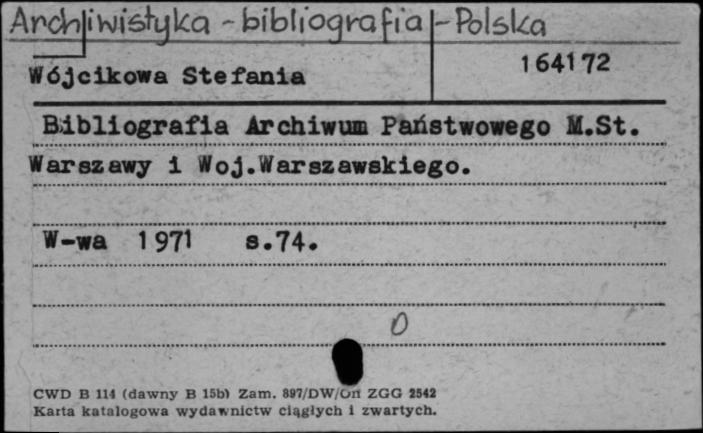 Archiwistyka - bibliografia - Polska
Wójcikowa Stefania
164172
Bibliografia Archiwum Państwowego M.St.
Warszawy i Woj.Warszawskiego.
W-wa 1971 s.74.
0
CWD B 114 (dawny B 15b) Zam. 897/DW/On ZGG 2542
Karta katalogowa wydawnictw ciągłych i zwartych.